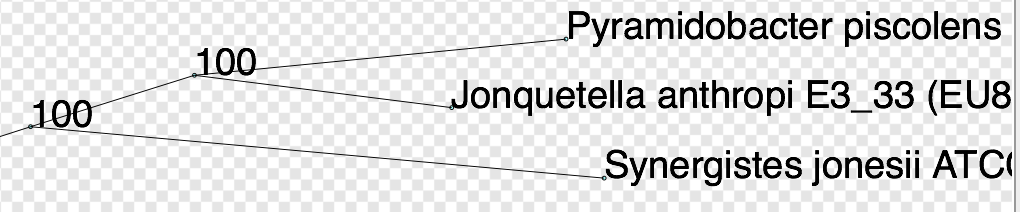 Pyramidobacter piscolens
100
Jonquetella anthropi E3_33 (EU8
100
Synergistes jonesii ATC